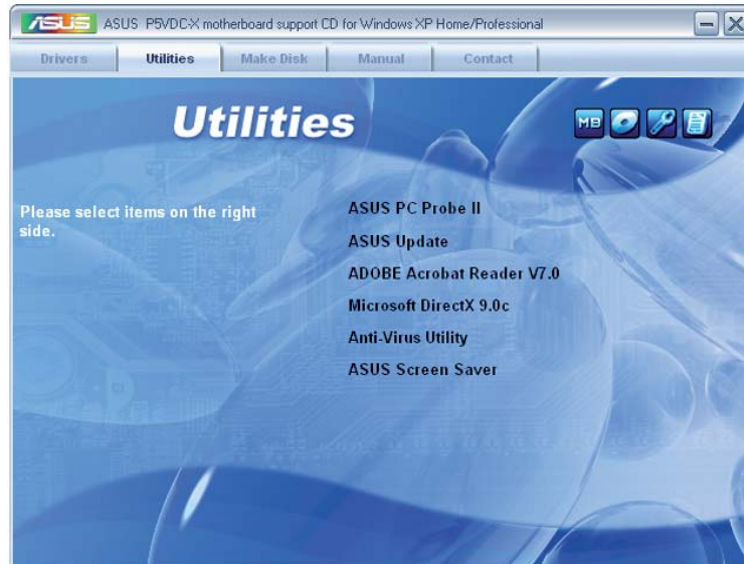 ASUS ASUS P5VDC-X motherboard support CD for Windows XP Home/Professional
Drivers Utilities Make Disk Manual Contact
Utilities
MB
Please select items on the right
side.
ASUS PC Probe II
ASUS Update
ADOBE Acrobat Reader V7.0
Microsoft DirectX 9.0c
Anti-Virus Utility
ASUS Screen Saver